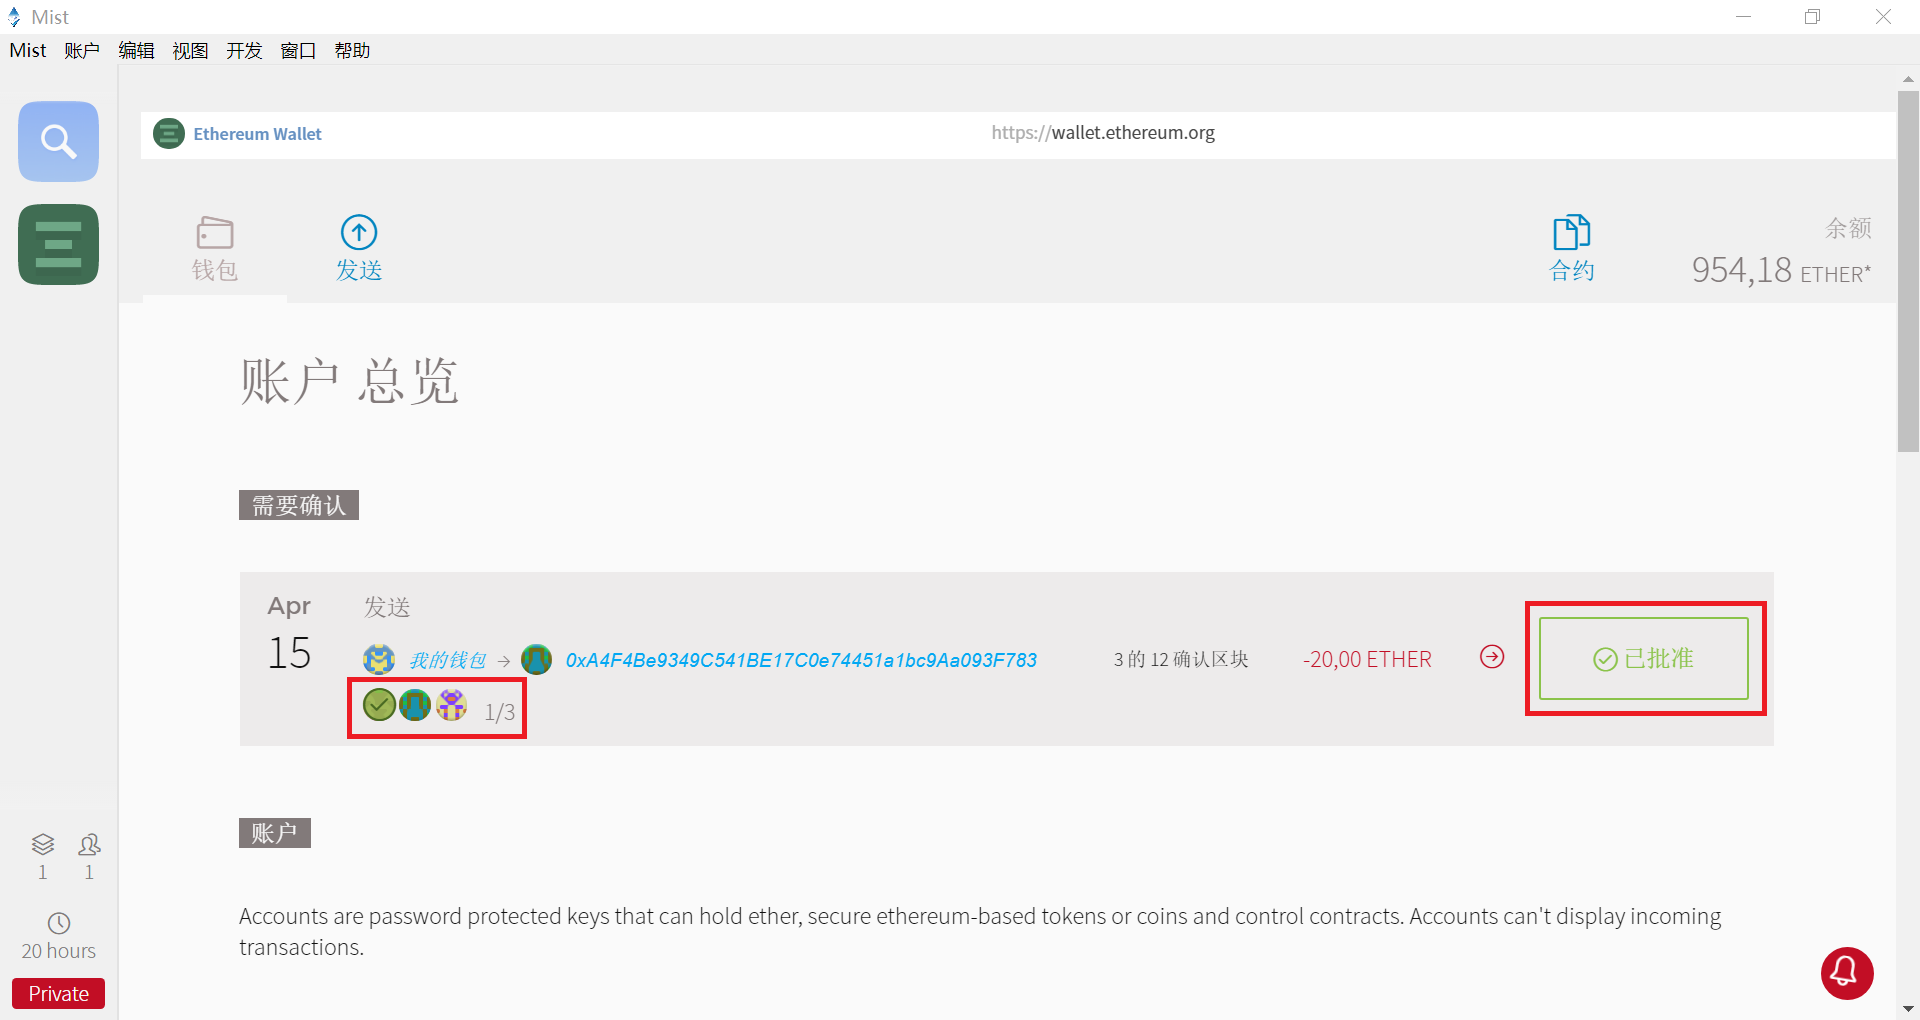 Mist
Mist 账户 编辑 视图 开发 窗口 帮助
Ethereum Wallet https://wallet.ethereum.org
钱包 发送 合约 余额
954,18 ETHER*
账户 总览
需要确认
Apr 发送
15
我的钱包 → 0xA4F4Be9349C541BE17C0e74451a1bc9Aa093F783 3 的 12 确认区块 -20,00 ETHER 已批准
1/3
账户
1 1
Accounts are password protected keys that can hold ether, secure ethereum-based tokens or coins and control contracts. Accounts can't display incoming
transactions.
20 hours
Private